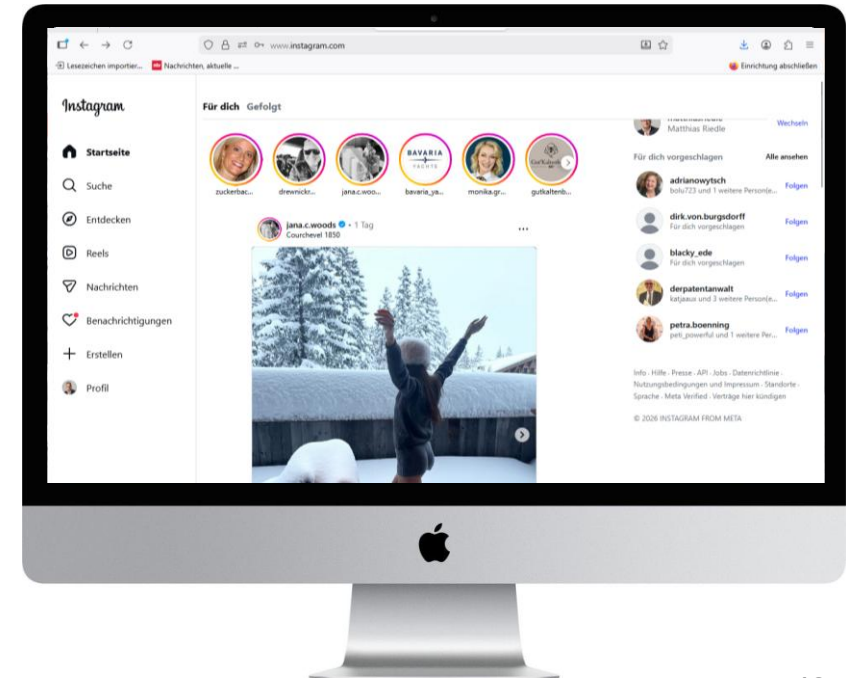 www.instagram.com
Lesezeichen importier...
Nachrichten, aktuelle ...
Einrichtung abschließen
Instagram
Startseite
Suche
Entdecken
Reels
Nachrichten
Benachrichtigungen
Erstellen
Profil
Für dich Gefolgt
zuckerbac... drewnickr... jana.c.woo... bavaria_ya... monika.gr... gutkaltenb...
BAVARIA
YACHTS
jana.c.woods • 1 Tag
Courchevel 1850
Matthias Riedle
Wechseln
Für dich vorgeschlagen Alle ansehen
adrianowytsch
bolu723 und 1 weitere Person(e...
Folgen
dirk.von.burgsdorff
Für dich vorgeschlagen
Folgen
blacky_ede
Für dich vorgeschlagen
Folgen
derpatentanwalt
katjeaux und 3 weitere Person(e...
Folgen
petra.boenning
peti_powerful und 1 weitere Per...
Folgen
Info · Hilfe · Presse · API · Jobs · Datenrichtlinie ·
Nutzungsbedingungen und Impressum · Standorte ·
Sprache · Meta Verified · Verträge hier kündigen
© 2026 INSTAGRAM FROM META